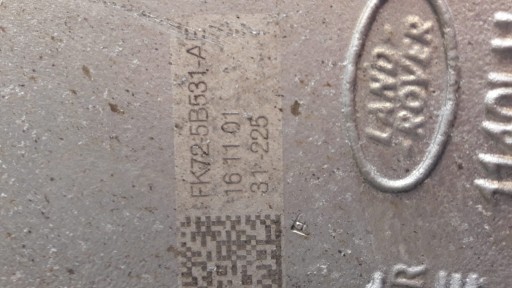 FK72-5B531-AE
16 11 01
31-225
LAND
ROVER